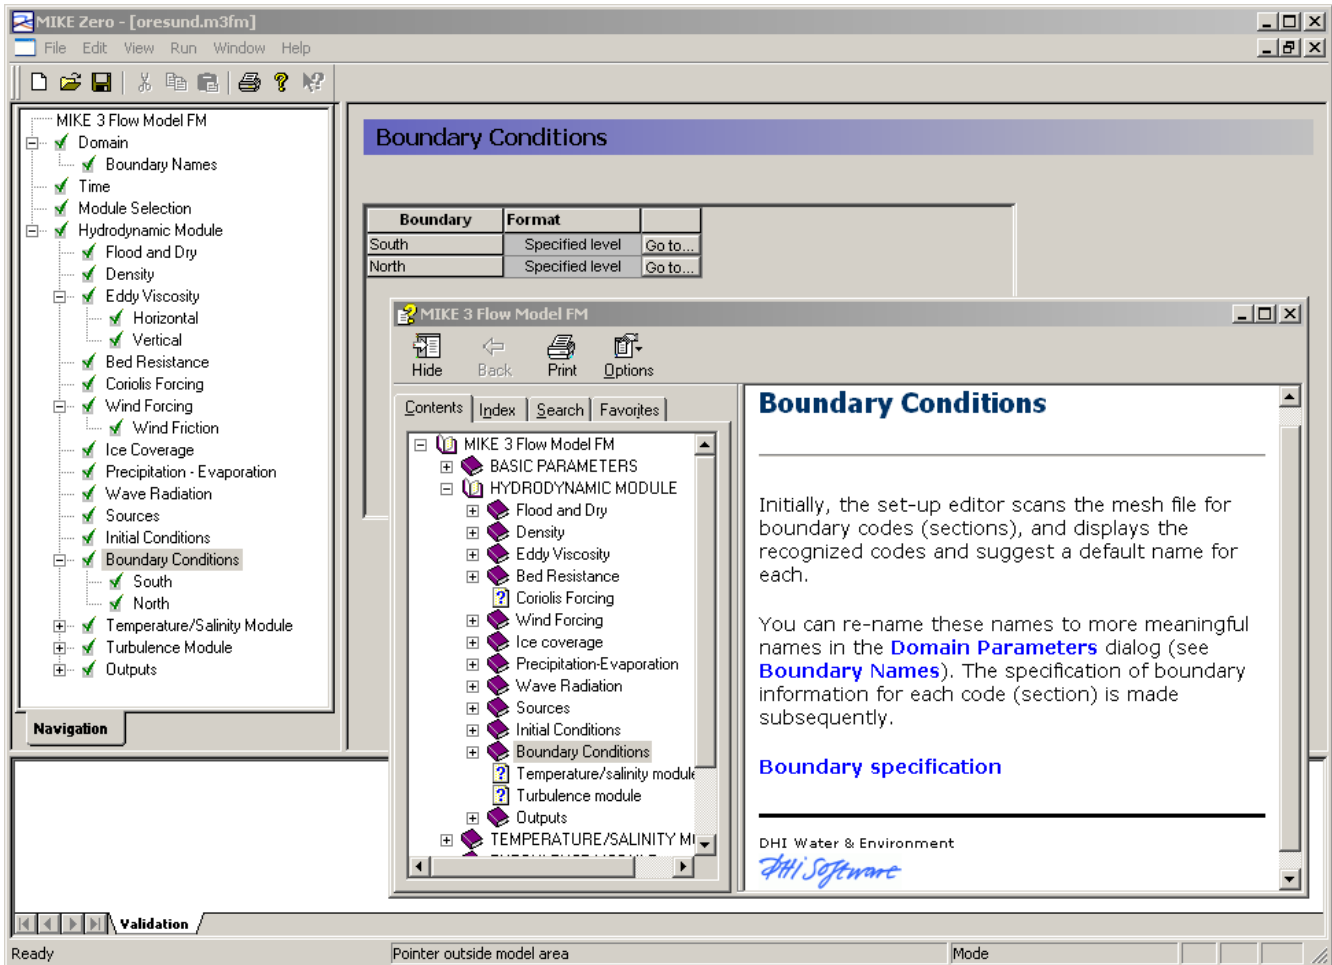 MIKE Zero - [oresund.m3fm]
File Edit View Run Window Help
MIKE 3 Flow Model FM
Domain
Boundary Names
Time
Module Selection
Hydrodynamic Module
Flood and Dry
Density
Eddy Viscosity
Horizontal
Vertical
Bed Resistance
Coriolis Forcing
Wind Forcing
Wind Friction
Ice Coverage
Precipitation - Evaporation
Wave Radiation
Sources
Initial Conditions
Boundary Conditions
South
North
Temperature/Salinity Module
Turbulence Module
Outputs
Navigation
Boundary Conditions
Boundary Format
South Specified level Go to...
North Specified level Go to...
MIKE 3 Flow Model FM
Hide Back Print Options
Contents Index Search Favorites
MIKE 3 Flow Model FM
BASIC PARAMETERS
HYDRODYNAMIC MODULE
Flood and Dry
Density
Eddy Viscosity
Bed Resistance
Coriolis Forcing
Wind Forcing
Ice coverage
Precipitation-Evaporation
Wave Radiation
Sources
Initial Conditions
Boundary Conditions
Temperature/salinity module
Turbulence module
Outputs
TEMPERATURE/SALINITY M
Boundary Conditions
Initially, the set-up editor scans the mesh file for
boundary codes (sections), and displays the
recognized codes and suggest a default name for
each.
You can re-name these names to more meaningful
names in the Domain Parameters dialog (see
Boundary Names). The specification of boundary
information for each code (section) is made
subsequently.
Boundary specification
DHI Water & Environment
DHI Software
Validation
Ready Pointer outside model area Mode